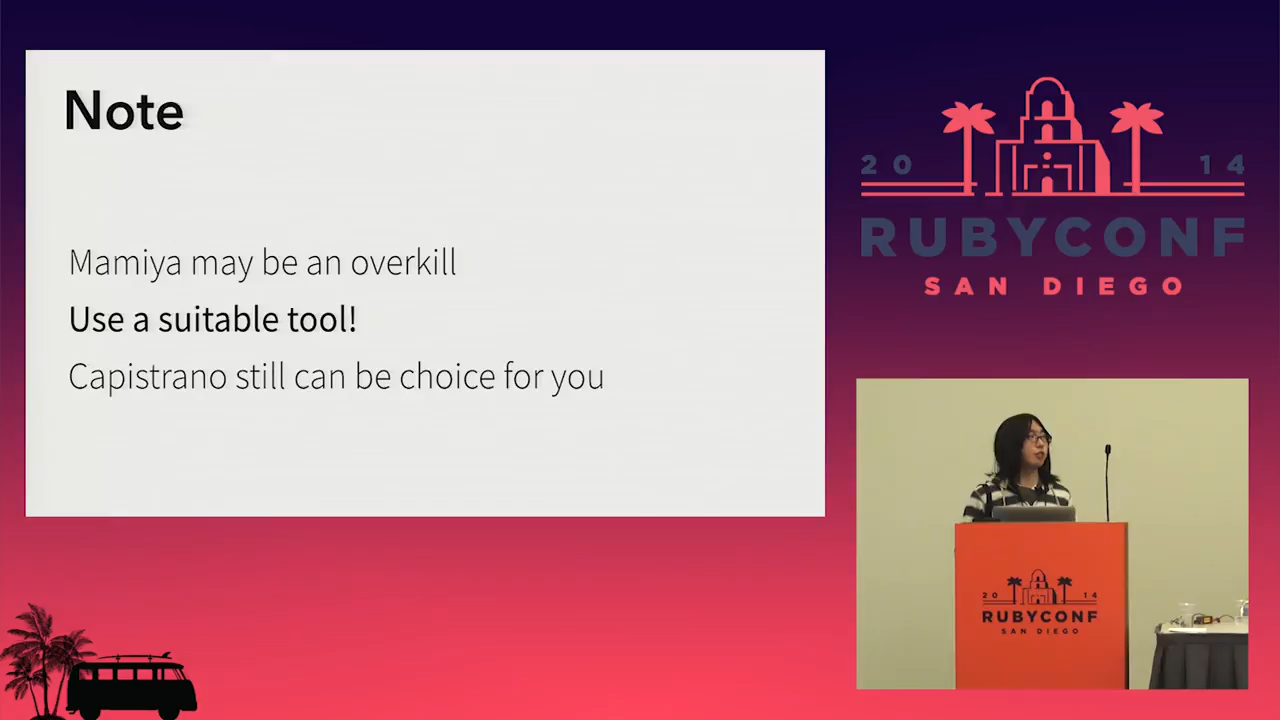 Note
Mamiya may be an overkill
Use a suitable tool!
Capistrano still can be choice for you
20 14
RUBYCONF
SAN DIEGO
20 14
RUBYCONF
SAN DIEGO